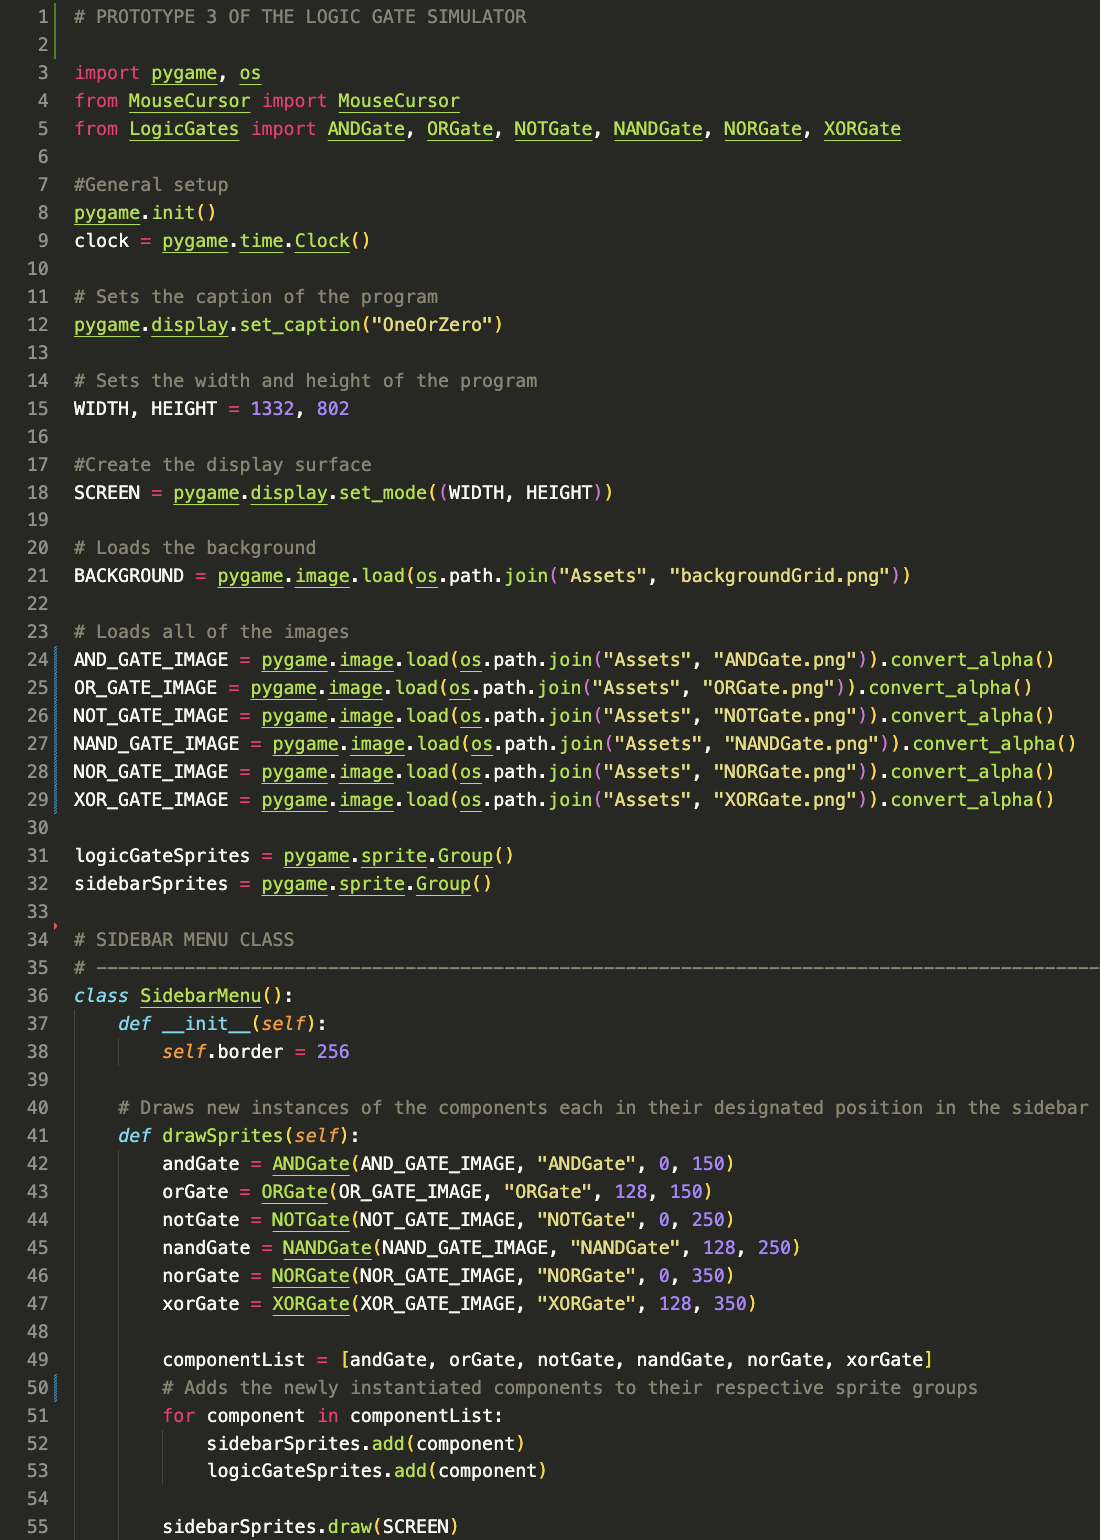 1 # PROTOTYPE 3 OF THE LOGIC GATE SIMULATOR
2
3 import pygame, os
4 from MouseCursor import MouseCursor
5 from LogicGates import ANDGate, ORGate, NOTGate, NANDGate, NORGate, XORGate
6
7 #General setup
8 pygame.init()
9 clock = pygame.time.Clock()
10
11 # Sets the caption of the program
12 pygame.display.set_caption("OneOrZero")
13
14 # Sets the width and height of the program
15 WIDTH, HEIGHT = 1332, 802
16
17 #Create the display surface
18 SCREEN = pygame.display.set_mode((WIDTH, HEIGHT))
19
20 # Loads the background
21 BACKGROUND = pygame.image.load(os.path.join("Assets", "backgroundGrid.png"))
22
23 # Loads all of the images
24 AND_GATE_IMAGE = pygame.image.load(os.path.join("Assets", "ANDGate.png")).convert_alpha()
25 OR_GATE_IMAGE = pygame.image.load(os.path.join("Assets", "ORGate.png")).convert_alpha()
26 NOT_GATE_IMAGE = pygame.image.load(os.path.join("Assets", "NOTGate.png")).convert_alpha()
27 NAND_GATE_IMAGE = pygame.image.load(os.path.join("Assets", "NANDGate.png")).convert_alpha()
28 NOR_GATE_IMAGE = pygame.image.load(os.path.join("Assets", "NORGate.png")).convert_alpha()
29 XOR_GATE_IMAGE = pygame.image.load(os.path.join("Assets", "XORGate.png")).convert_alpha()
30
31 logicGateSprites = pygame.sprite.Group()
32 sidebarSprites = pygame.sprite.Group()
33
34 # SIDEBAR MENU CLASS
35 # -------------------------------------------------------------------------------------------
36 class SidebarMenu():
37     def __init__(self):
38         self.border = 256
39
40     # Draws new instances of the components each in their designated position in the sidebar
41     def drawSprites(self):
42         andGate = ANDGate(AND_GATE_IMAGE, "ANDGate", 0, 150)
43         orGate = ORGate(OR_GATE_IMAGE, "ORGate", 128, 150)
44         notGate = NOTGate(NOT_GATE_IMAGE, "NOTGate", 0, 250)
45         nandGate = NANDGate(NAND_GATE_IMAGE, "NANDGate", 128, 250)
46         norGate = NORGate(NOR_GATE_IMAGE, "NORGate", 0, 350)
47         xorGate = XORGate(XOR_GATE_IMAGE, "XORGate", 128, 350)
48
49         componentList = [andGate, orGate, notGate, nandGate, norGate, xorGate]
50         # Adds the newly instantiated components to their respective sprite groups
51         for component in componentList:
52             sidebarSprites.add(component)
53             logicGateSprites.add(component)
54
55         sidebarSprites.draw(SCREEN)